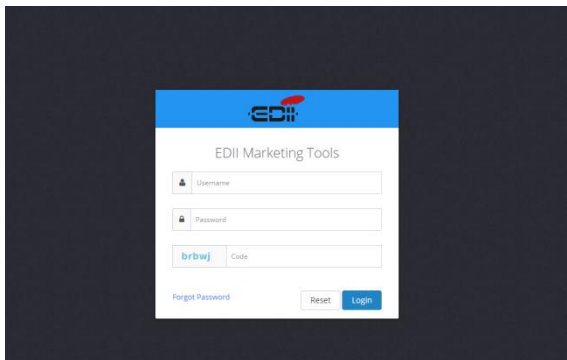 EDII
EDII Marketing Tools
Username
Password
brbwj Code
Forgot Password Reset Login